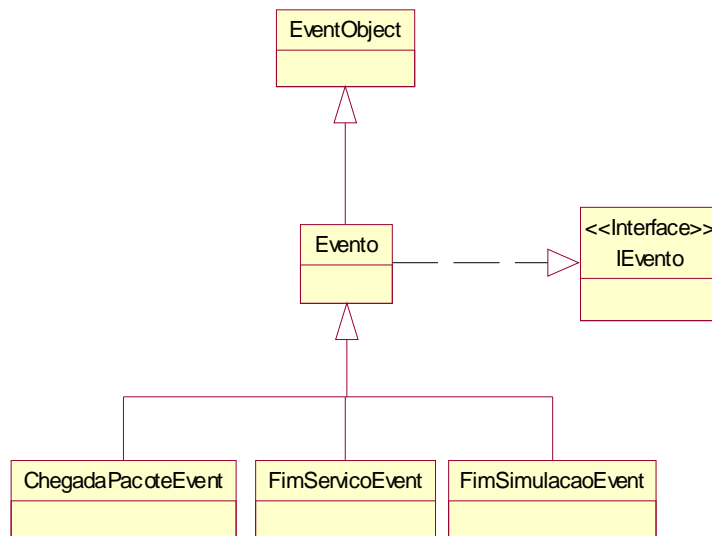 EventObject
Evento
<<Interface>>
IEvento
ChegadaPacoteEvent
FimServicoEvent
FimSimulacaoEvent